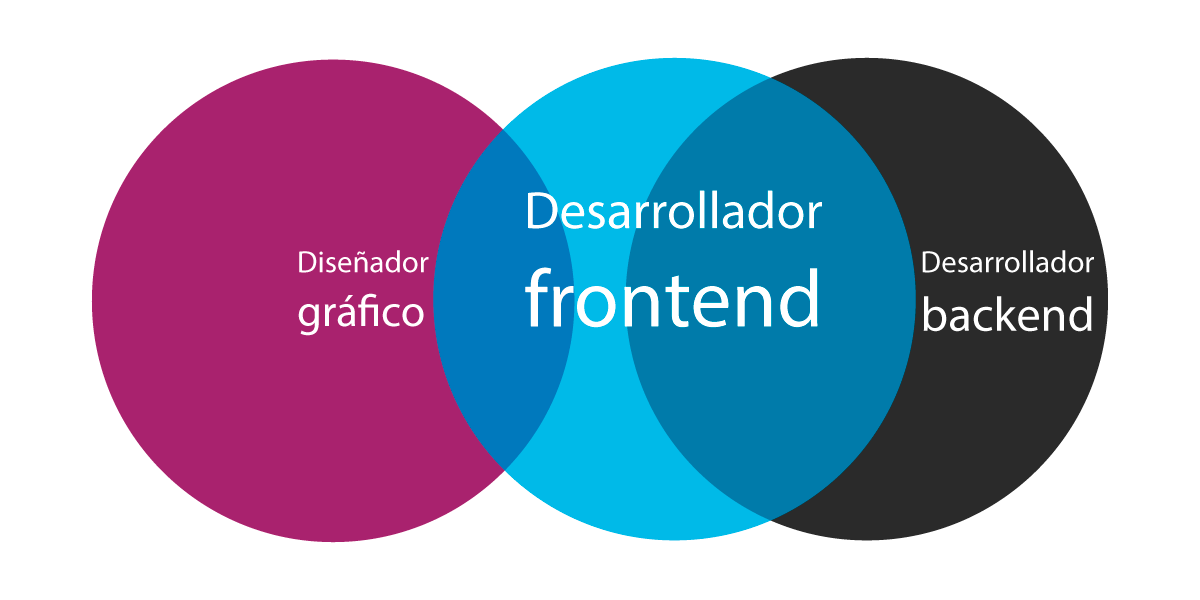 Diseñador
gráfico
Desarrollador
frontend
Desarrollador
backend